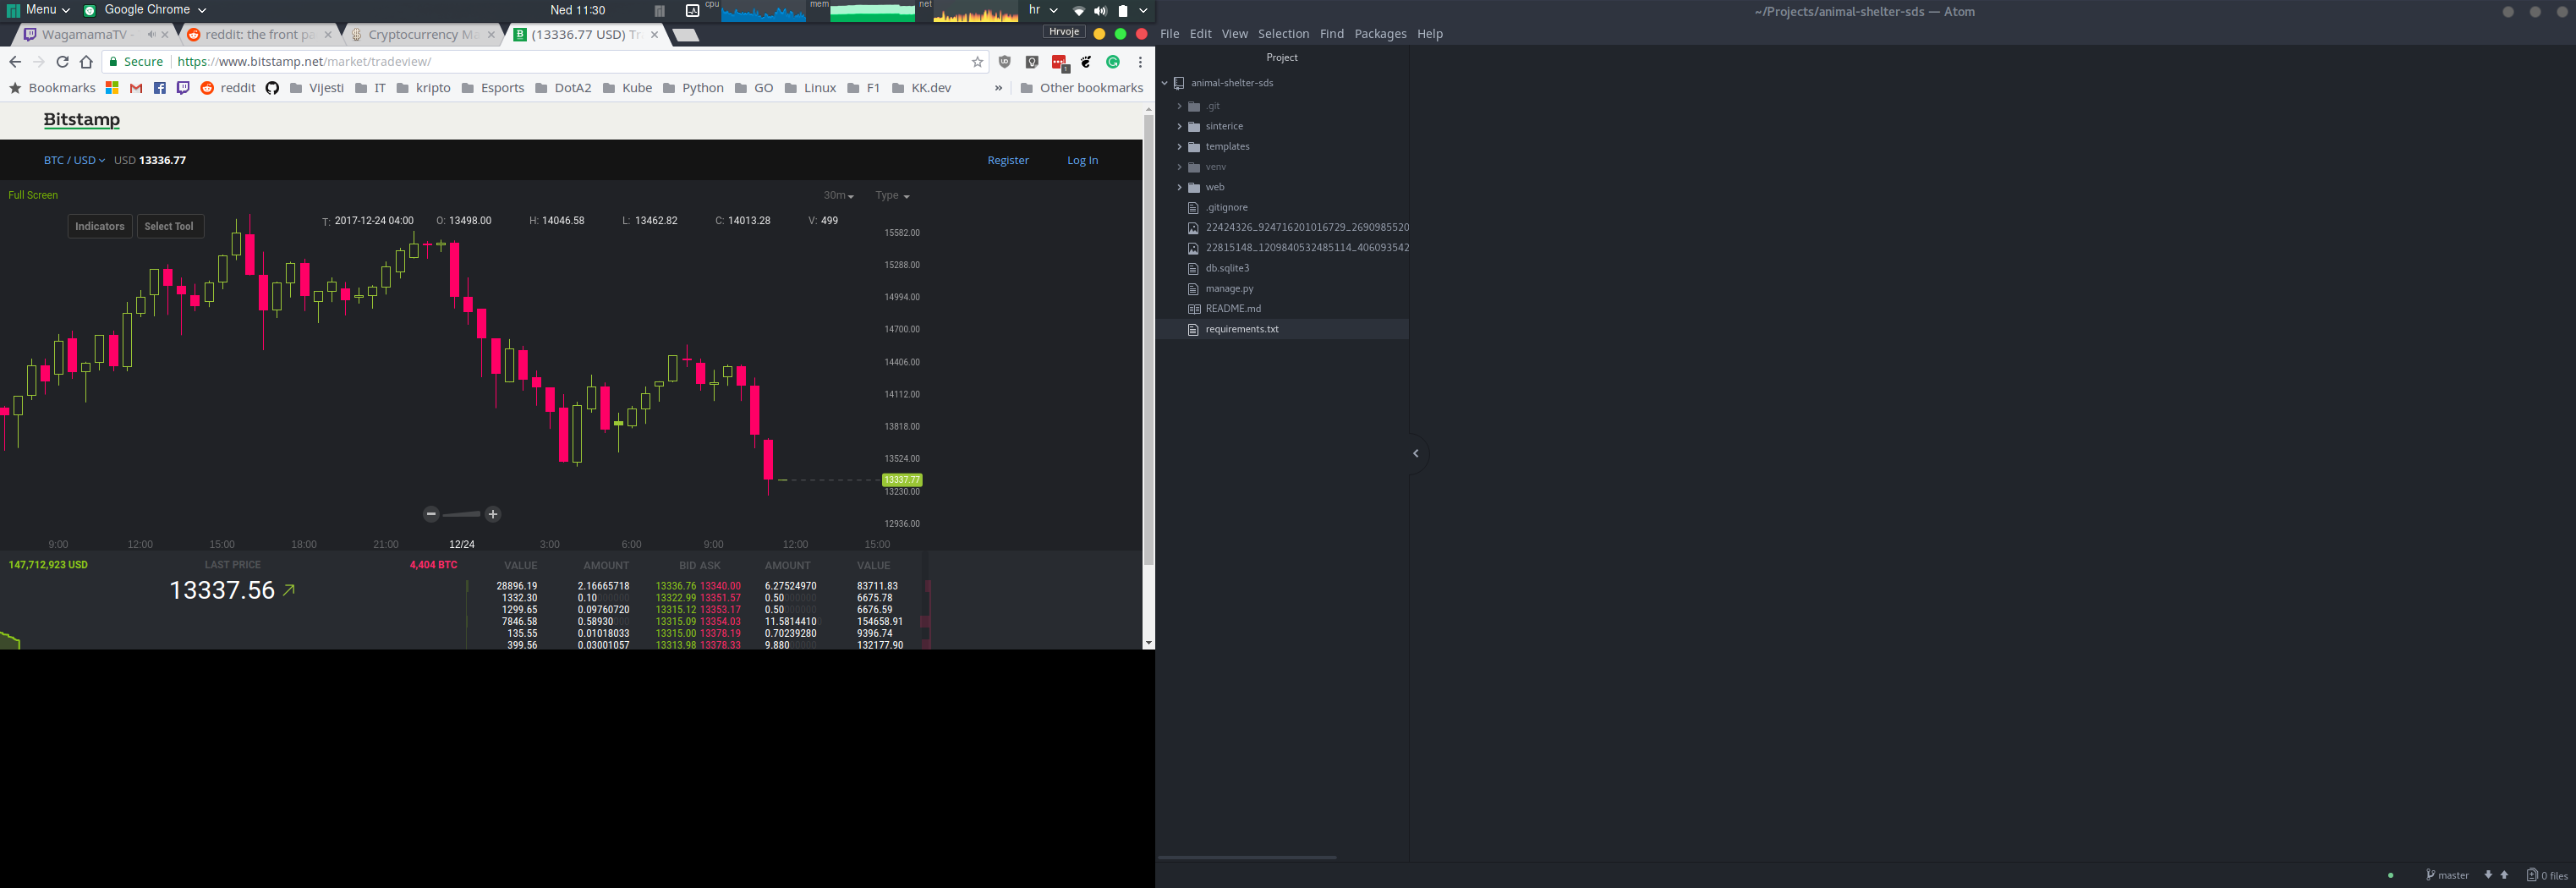 Menu
Google Chrome
Ned 11:30
cpu
mem
net
hr
WagamamaTV -
reddit: the front pa
Cryptocurrency Ma
(13336.77 USD) Tr
Hrvoje
Secure
https://www.bitstamp.net/market/tradeview/
Bookmarks
reddit
Vijesti
IT
kripto
Esports
DotA2
Kube
Python
GO
Linux
F1
KK.dev
»
Other bookmarks
Bitstamp
BTC / USD USD 13336.77
Register
Log In
Full Screen
30m
Type
Indicators
Select Tool
T: 2017-12-24 04:00 O: 13498.00 H: 14046.58 L: 13462.82 C: 14013.28 V: 499
15582.00
15288.00
14994.00
14700.00
14406.00
14112.00
13818.00
13524.00
13337.77
13230.00
12936.00
9:00 12:00 15:00 18:00 21:00 12/24 3:00 6:00 9:00 12:00 15:00
147,712,923 USD
LAST PRICE
4,404 BTC
13337.56
VALUE AMOUNT BID ASK AMOUNT VALUE
28896.19 2.16665718 13336.76 13340.00 6.27524970 83711.83
1332.30 0.10000000 13322.99 13351.57 0.50000000 6675.78
1299.65 0.09760720 13315.12 13353.17 0.50000000 6676.59
7846.58 0.58930000 13315.09 13354.03 11.58144100 154658.91
135.55 0.01018033 13315.00 13378.19 0.70239280 9396.74
399.56 0.03001057 13313.98 13378.33 9.88000000 132177.90
~/Projects/animal-shelter-sds — Atom
File Edit View Selection Find Packages Help
Project
animal-shelter-sds
.git
sinterice
templates
venv
web
.gitignore
22424326_924716201016729_2690985520
22815148_1209840532485114_406093542
db.sqlite3
manage.py
README.md
requirements.txt
master
0 files